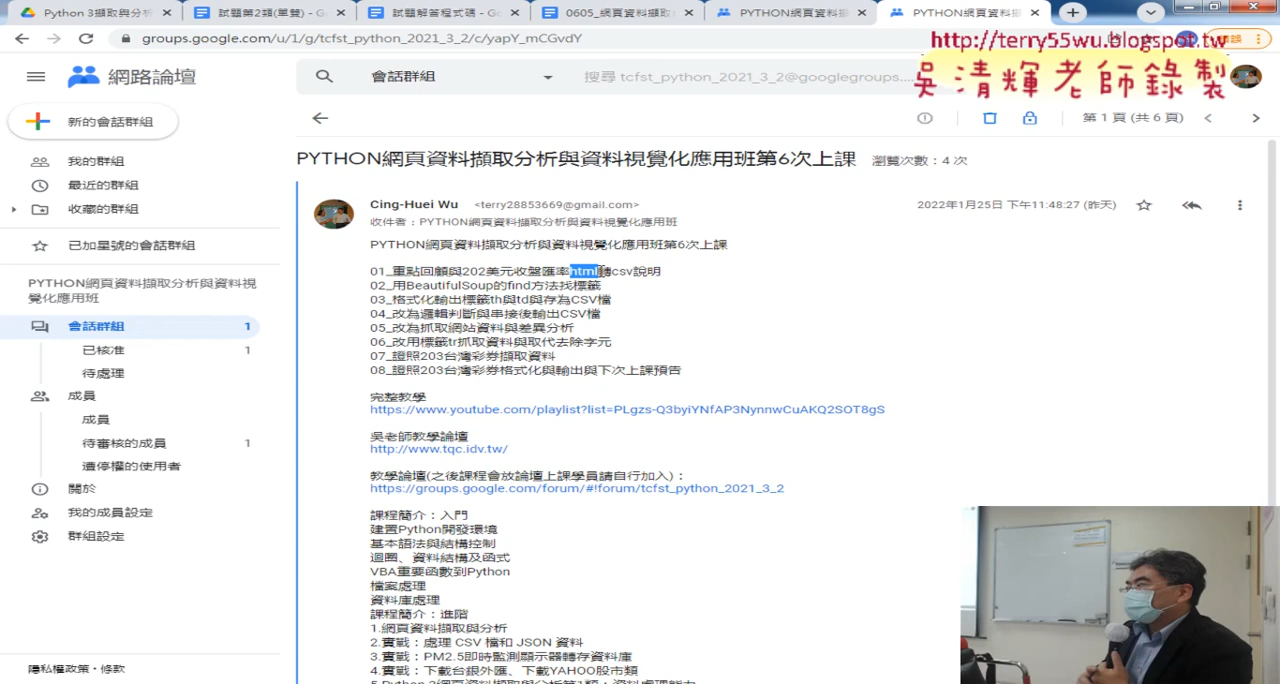 Python 3擷取與分析
試題第2類(單雙) - Go
試題解答程式碼 - Go
0605_網頁資料擷取
PYTHON網頁資料擷
PYTHON網頁資料擷
groups.google.com/u/1/g/tcfst_python_2021_3_2/c/yapY_mCGvdY
http://terry55wu.blogspot.tw
吳清輝老師錄製
網路論壇
會話群組
搜尋 tcfst_python_2021_3_2@googlegroups....
新的會話群組
第 1 頁 (共 6 頁)
我的群組
最近的群組
收藏的群組
已加星號的會話群組
PYTHON網頁資料擷取分析與資料視覺化應用班
會話群組 1
已核准 1
待處理
成員
成員
待審核的成員 1
遭停權的使用者
關於
我的成員設定
群組設定
隱私權政策・條款
PYTHON網頁資料擷取分析與資料視覺化應用班第6次上課 瀏覽次數：4 次
Cing-Huei Wu <terry28853669@gmail.com>
2022年1月25日 下午11:48:27 (昨天)
收件者：PYTHON網頁資料擷取分析與資料視覺化應用班
PYTHON網頁資料擷取分析與資料視覺化應用班第6次上課
01_重點回顧與202美元收盤匯率html轉csv說明
02_用BeautifulSoup的find方法找標籤
03_格式化輸出標籤th與td與存為CSV檔
04_改為邏輯判斷與串接後輸出CSV檔
05_改為抓取網站資料與差異分析
06_改用標籤tr抓取資料與取代去除字元
07_證照203台灣彩券擷取資料
08_證照203台灣彩券格式化與輸出與下次上課預告
完整教學
https://www.youtube.com/playlist?list=PLgzs-Q3byiYNfAP3NynnwCuAKQ2SOT8gS
吳老師教學論壇
http://www.tqc.idv.tw/
教學論壇(之後課程會放論壇上課學員請自行加入)：
https://groups.google.com/forum/#!forum/tcfst_python_2021_3_2
課程簡介：入門
建置Python開發環境
基本語法與結構控制
迴圈、資料結構及函式
VBA重要函數到Python
檔案處理
資料庫處理
課程簡介：進階
1.網頁資料擷取與分析
2.實戰：處理 CSV 檔和 JSON 資料
3.實戰：PM2.5即時監測顯示器轉存資料庫
4.實戰：下載台銀外匯、下載YAHOO股市類
5.Python 3網頁資料擷取與分析第1類：資料處理能力